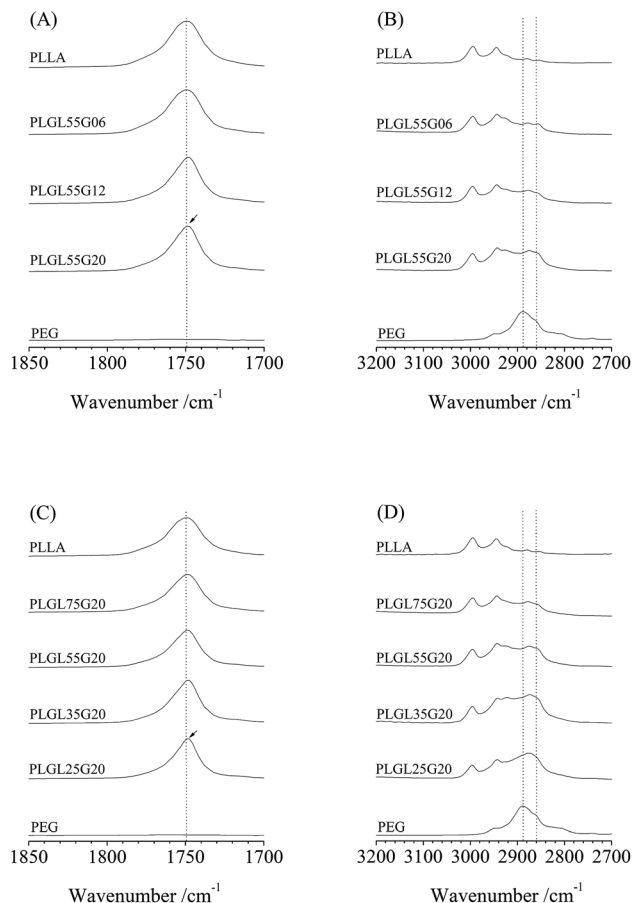 (A)
PLLA
PLGL55G06
PLGL55G12
PLGL55G20
PEG
1850 1800 1750 1700
Wavenumber /cm-1
(B)
PLLA
PLGL55G06
PLGL55G12
PLGL55G20
PEG
3200 3100 3000 2900 2800 2700
Wavenumber /cm-1
(C)
PLLA
PLGL75G20
PLGL55G20
PLGL35G20
PLGL25G20
PEG
1850 1800 1750 1700
Wavenumber /cm-1
(D)
PLLA
PLGL75G20
PLGL55G20
PLGL35G20
PLGL25G20
PEG
3200 3100 3000 2900 2800 2700
Wavenumber /cm-1